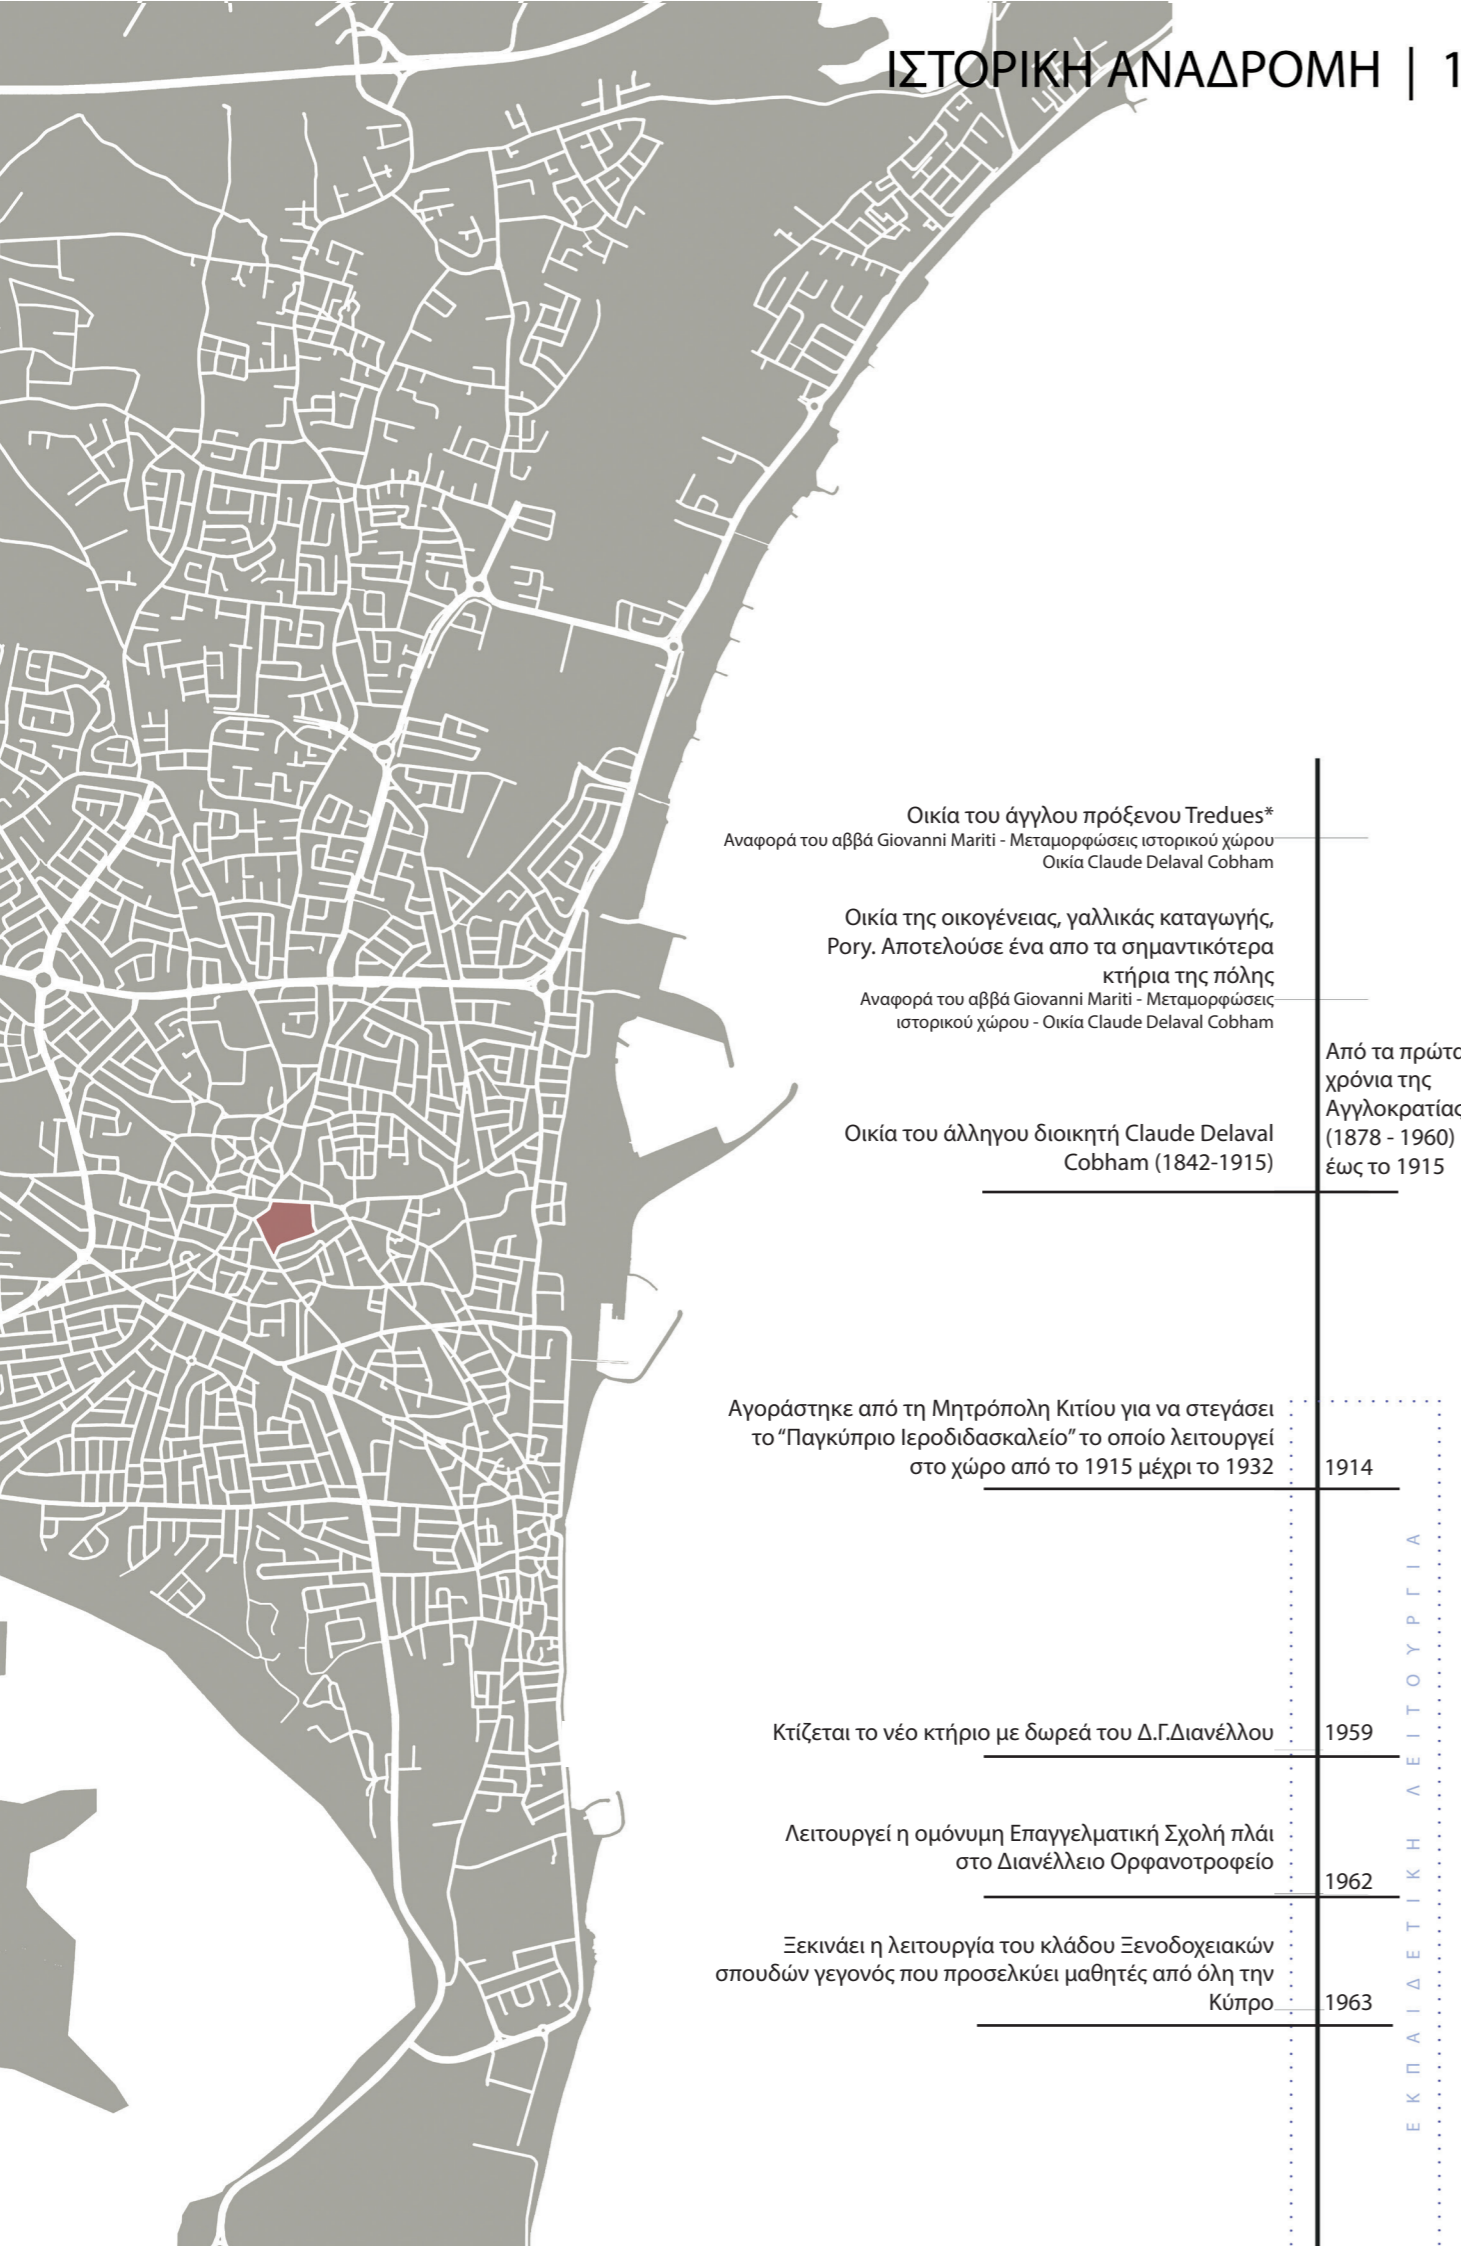 ΙΣΤΟΡΙΚΗ ΑΝΑΔΡΟΜΗ | 1
Οικία του άγγλου πρόξενου Tredues*
Αναφορά του αββά Giovanni Mariti - Μεταμορφώσεις ιστορικού χώρου
Οικία Claude Delaval Cobham
Οικία της οικογένειας, γαλλικάς καταγωγής,
Pory. Αποτελούσε ένα απο τα σημαντικότερα
κτήρια της πόλης
Αναφορά του αββά Giovanni Mariti - Μεταμορφώσεις
ιστορικού χώρου - Οικία Claude Delaval Cobham
Από τα πρώτα
χρόνια της
Αγγλοκρατίας
(1878 - 1960)
έως το 1915
Οικία του άλληγου διοικητή Claude Delaval
Cobham (1842-1915)
Αγοράστηκε από τη Μητρόπολη Κιτίου για να στεγάσει
το “Παγκύπριο Ιεροδιδασκαλείο” το οποίο λειτουργεί
στο χώρο από το 1915 μέχρι το 1932
1914
Κτίζεται το νέο κτήριο με δωρεά του Δ.Γ.Διανέλλου
1959
Λειτουργεί η ομόνυμη Επαγγελματική Σχολή πλάι
στο Διανέλλειο Ορφανοτροφείο
1962
Ξεκινάει η λειτουργία του κλάδου Ξενοδοχειακών
σπουδών γεγονός που προσελκύει μαθητές από όλη την
Κύπρο
1963
ΕΚΠΑΙΔΕΤΙΚΗ ΛΕΙΤΟΥΡΓΙΑ